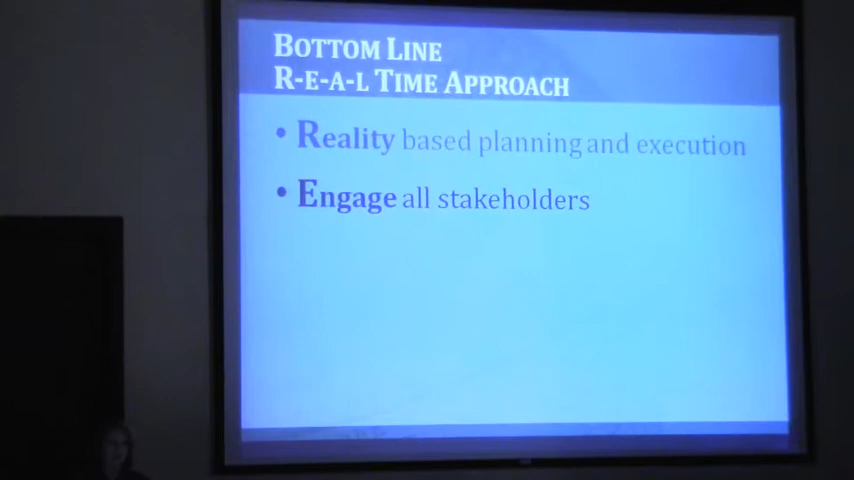 BOTTOM LINE
R-E-A-L TIME APPROACH
• Reality based planning and execution
• Engage all stakeholders